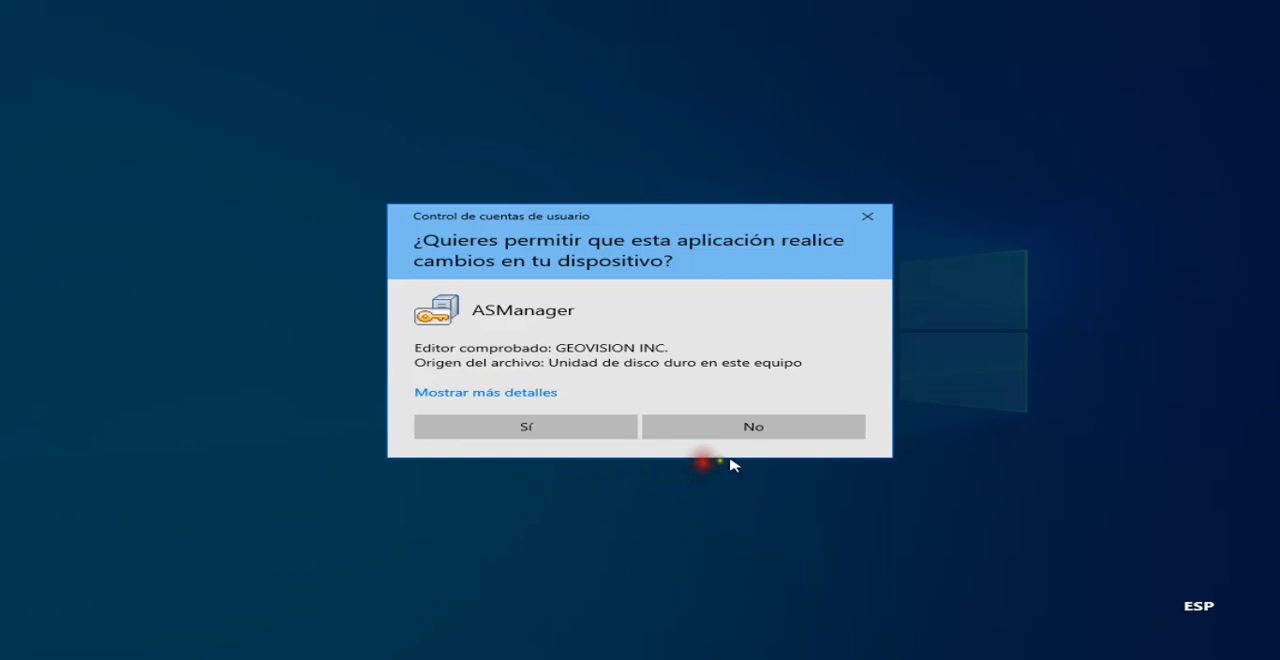 Control de cuentas de usuario
¿Quieres permitir que esta aplicación realice
cambios en tu dispositivo?
ASManager
Editor comprobado: GEOVISION INC.
Origen del archivo: Unidad de disco duro en este equipo
Mostrar más detalles
Sí
No
ESP